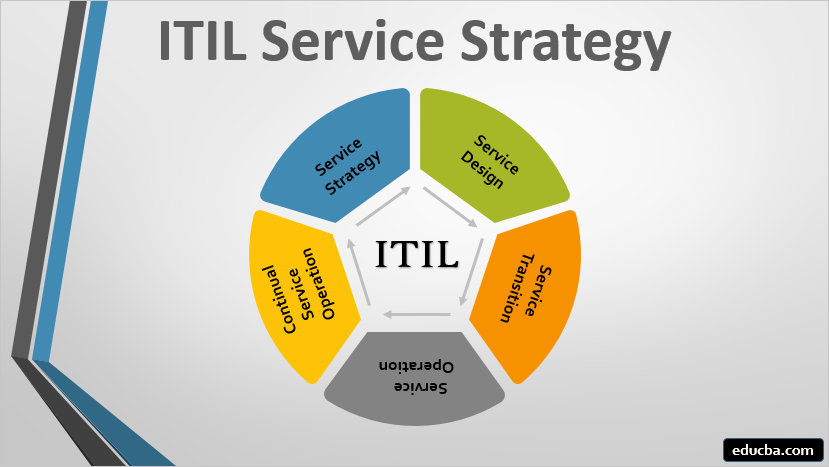 ITIL Service Strategy
Service
Strategy
Service
Design
Service
Transition
Service
Operation
Continual
Service
Operation
ITIL
educba.com